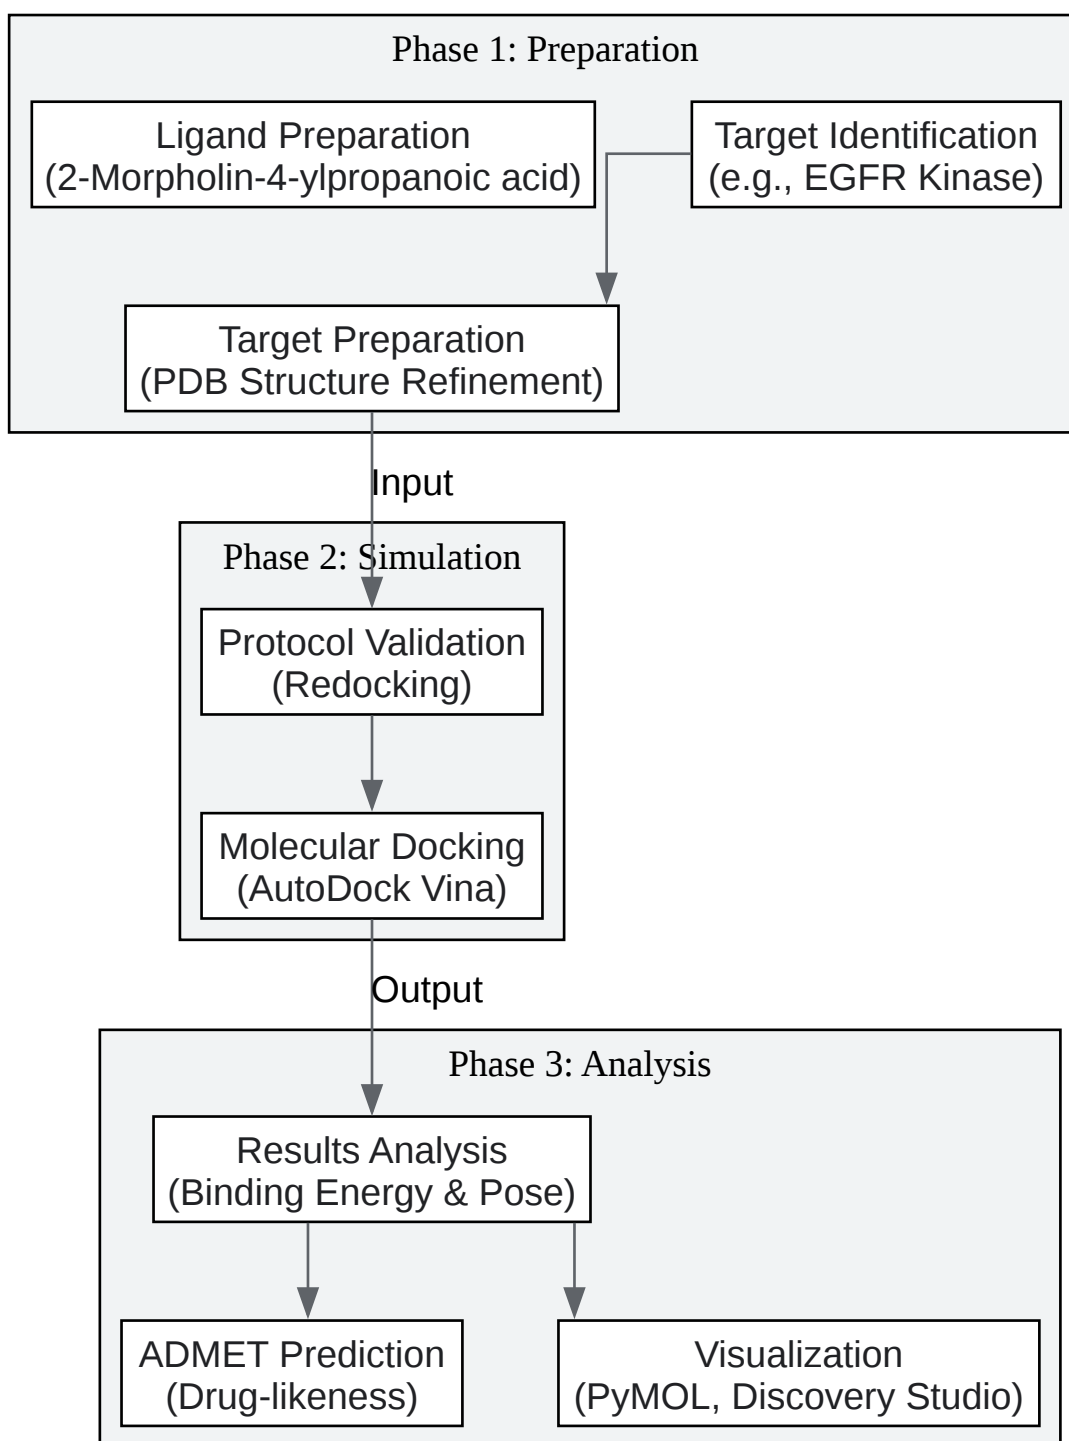 Phase 1: Preparation
Ligand Preparation
(2-Morpholin-4-ylpropanoic acid)
Target Identification
(e.g., EGFR Kinase)
Target Preparation
(PDB Structure Refinement)
Input
Phase 2: Simulation
Protocol Validation
(Redocking)
Molecular Docking
(AutoDock Vina)
Output
Phase 3: Analysis
Results Analysis
(Binding Energy & Pose)
ADMET Prediction
(Drug-likeness)
Visualization
(PyMOL, Discovery Studio)